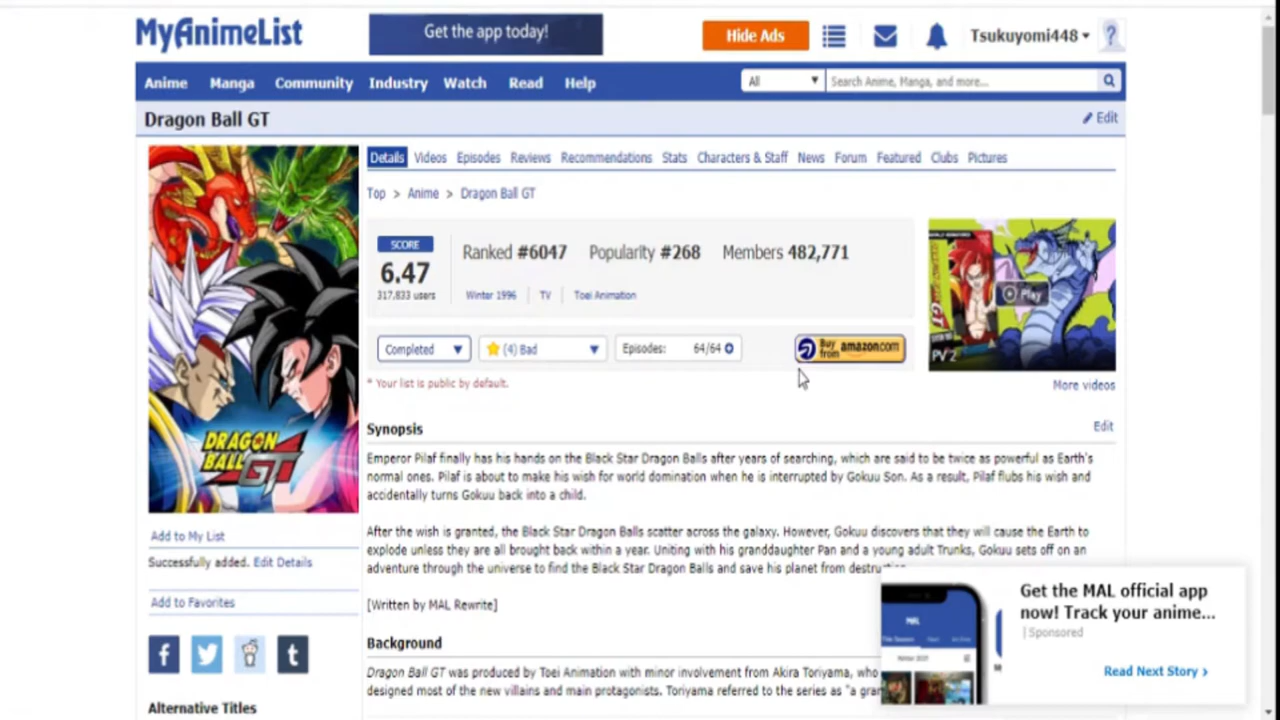 MyAnimeList
Get the app today!
Hide Ads
Tsukuyomi448
Anime Manga Community Industry Watch Read Help
All
Search Anime, Manga, and more...
Dragon Ball GT
Edit
Details Videos Episodes Reviews Recommendations Stats Characters & Staff News Forum Featured Clubs Pictures
Top > Anime > Dragon Ball GT
SCORE
6.47
317,833 users
Ranked #6047 Popularity #268 Members 482,771
Winter 1996 | TV | Toei Animation
Play
PV 2
Completed
(4) Bad
Episodes: 64/64
Buy from amazon.com
* Your list is public by default.
More videos
Synopsis
Edit
Emperor Pilaf finally has his hands on the Black Star Dragon Balls after years of searching, which are said to be twice as powerful as Earth's
normal ones. Pilaf is about to make his wish for world domination when he is interrupted by Gokuu Son. As a result, Pilaf flubs his wish and
accidentally turns Gokuu back into a child.
After the wish is granted, the Black Star Dragon Balls scatter across the galaxy. However, Gokuu discovers that they will cause the Earth to
explode unless they are all brought back within a year. Uniting with his granddaughter Pan and a young adult Trunks, Gokuu sets off on an
adventure through the universe to find the Black Star Dragon Balls and save his planet from
[Written by MAL Rewrite]
Background
Dragon Ball GT was produced by Toei Animation with minor involvement from Akira Toriyama, who
designed most of the new villains and main protagonists. Toriyama referred to the series as "a
DRAGON
BALL GT
Add to My List
Successfully added. Edit Details
Add to Favorites
Alternative Titles
MAL
Get the MAL official app
now! Track your anime...
| Sponsored
Read Next Story >